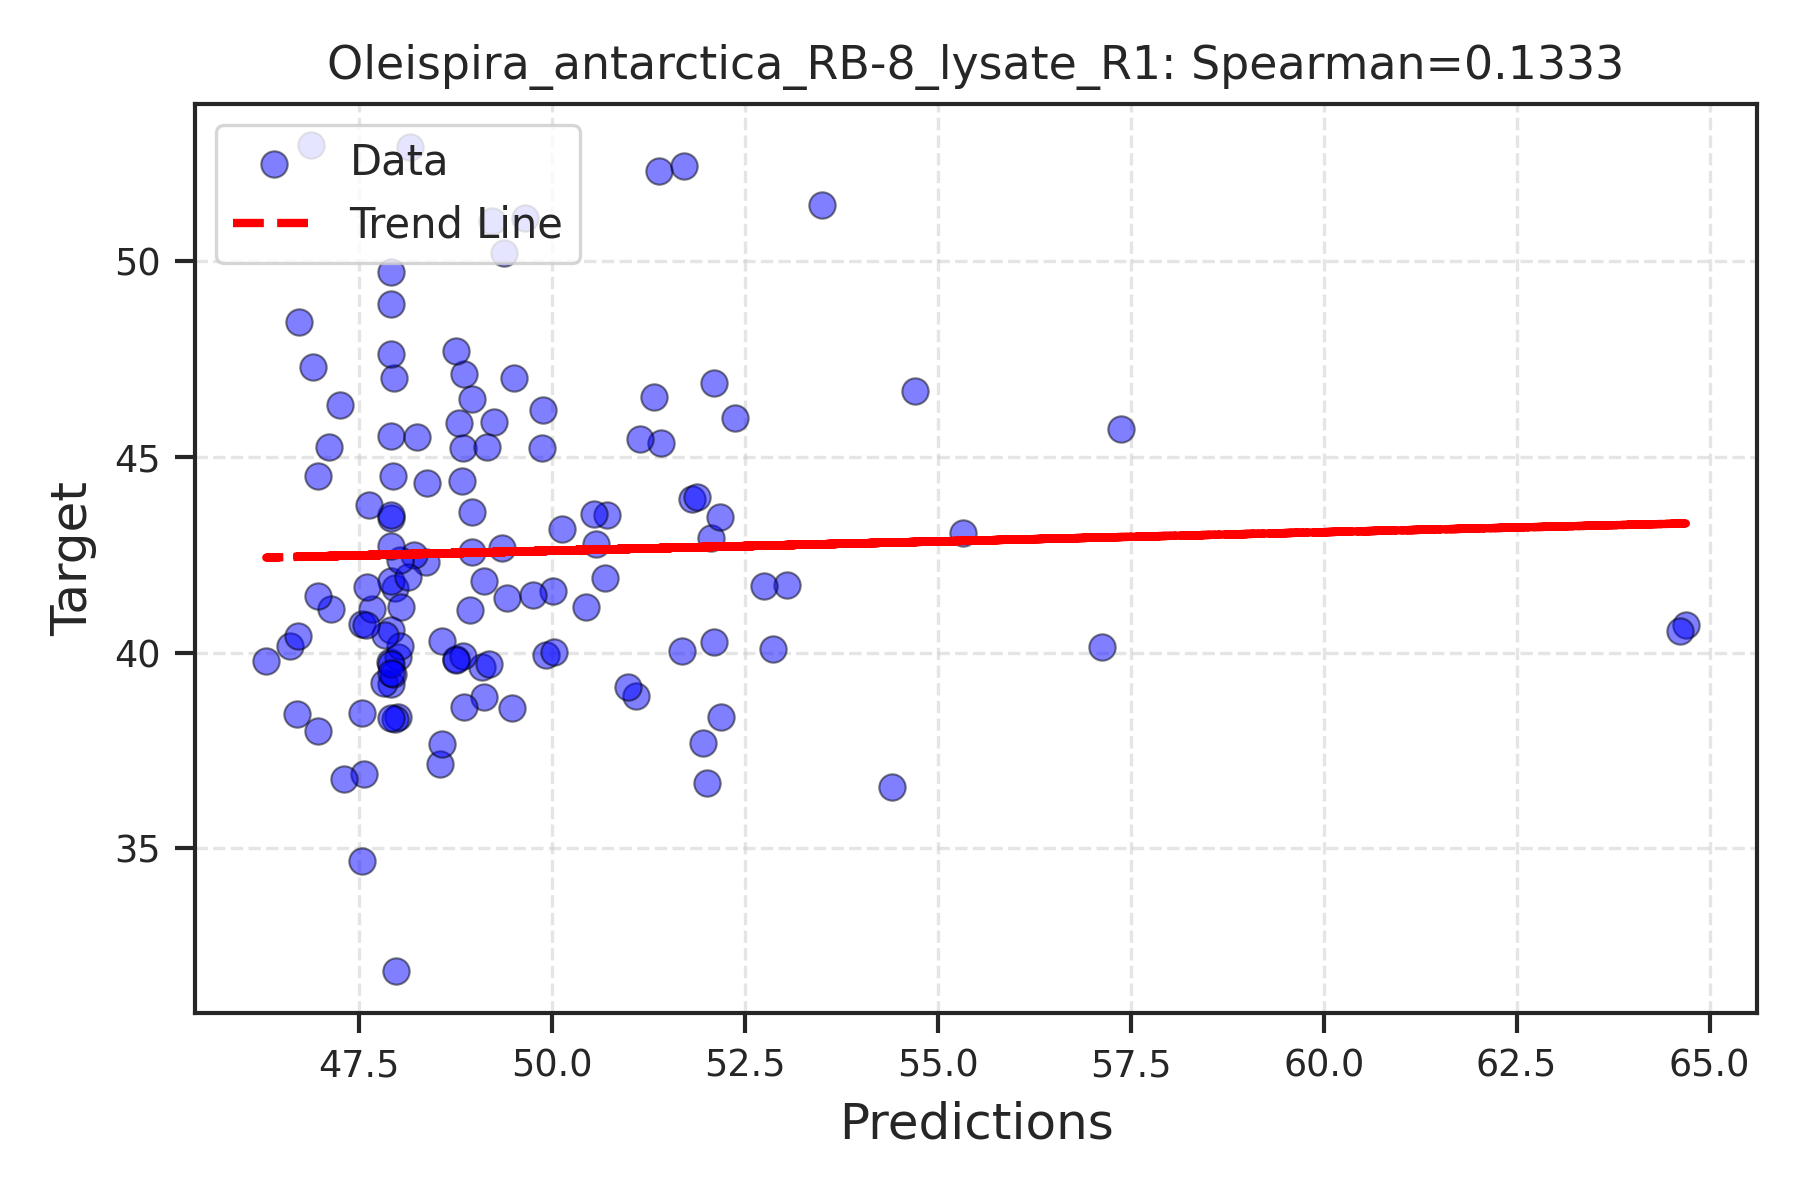 Oleispira_antarctica_RB-8_lysate_R1: Spearman=0.1333
Data
Trend Line
50
45
40
35
Target
47.5 50.0 52.5 55.0 57.5 60.0 62.5 65.0
Predictions